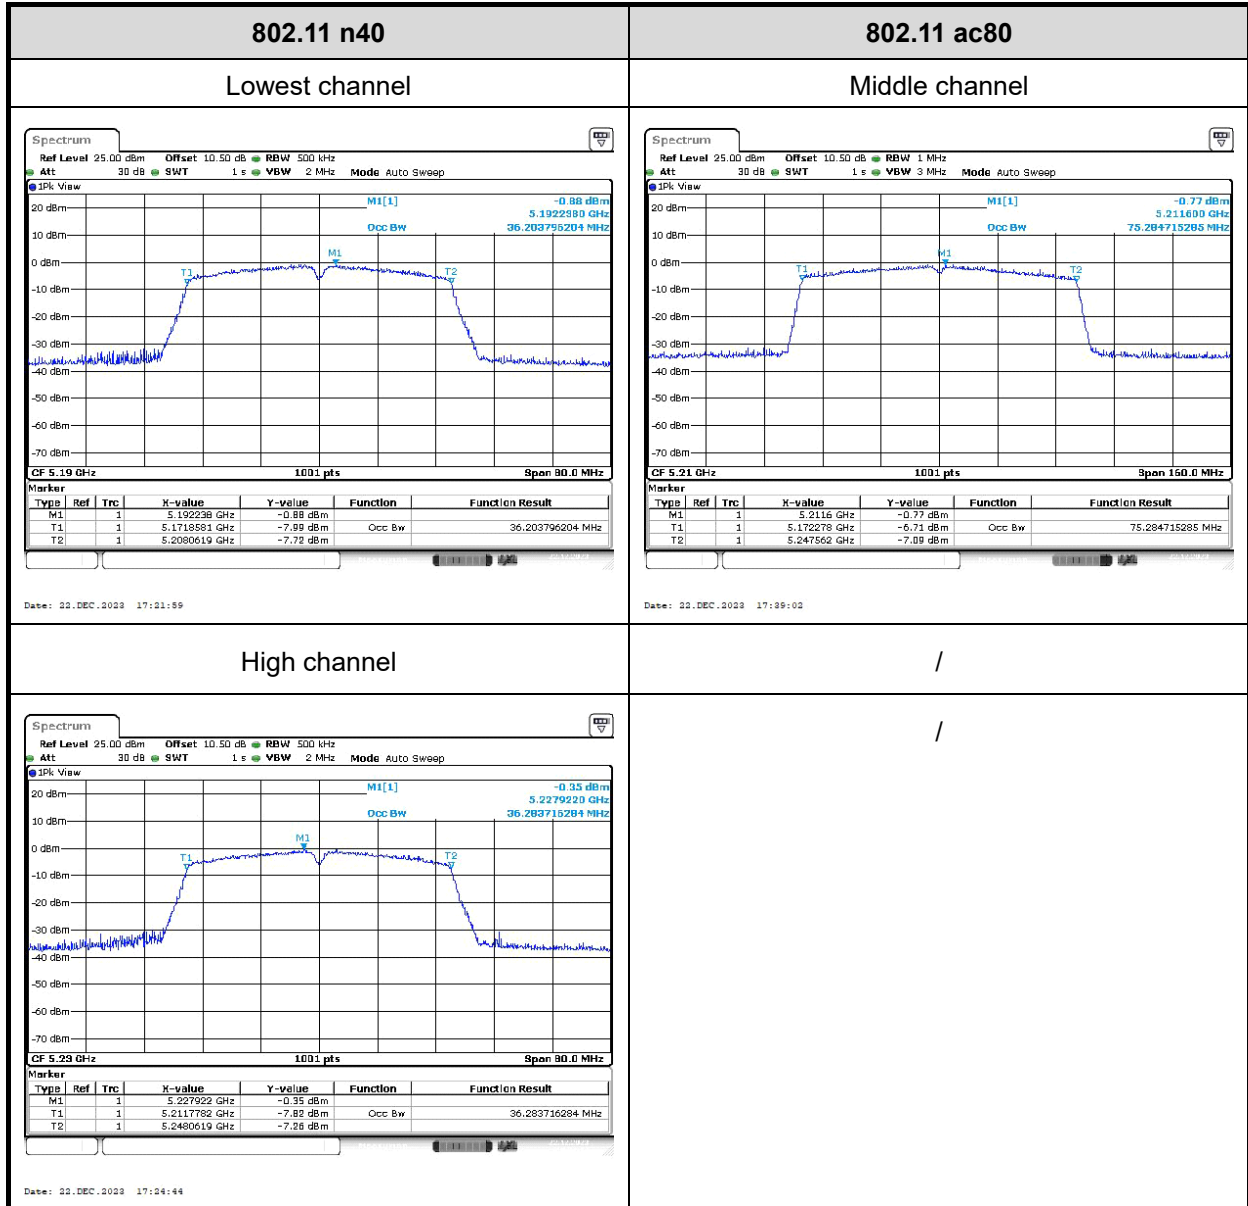 802.11 n40
802.11 ac80
Lowest channel
Middle channel
Spectrum
Ref Level 25.00 dBm Offset 10.50 dB RBW 500 kHz
Att 30 dB SWT 1 s VBW 2 MHz Mode Auto Sweep
1Pk View
M1[1] -0.88 dBm
5.1922380 GHz
Occ Bw 36.203796204 MHz
20 dBm
10 dBm
0 dBm
-10 dBm
-20 dBm
-30 dBm
-40 dBm
-50 dBm
-60 dBm
-70 dBm
T1
M1
T2
CF 5.19 GHz 1001 pts Span 80.0 MHz
Marker
Type Ref Trc X-value Y-value Function Function Result
M1 1 5.192238 GHz -0.88 dBm
T1 1 5.1718581 GHz -7.99 dBm Occ Bw 36.203796204 MHz
T2 1 5.2080619 GHz -7.72 dBm
Date: 22.DEC.2023 17:21:59
Spectrum
Ref Level 25.00 dBm Offset 10.50 dB RBW 1 MHz
Att 30 dB SWT 1 s VBW 3 MHz Mode Auto Sweep
1Pk View
M1[1] -0.77 dBm
5.211600 GHz
Occ Bw 75.284715285 MHz
20 dBm
10 dBm
0 dBm
-10 dBm
-20 dBm
-30 dBm
-40 dBm
-50 dBm
-60 dBm
-70 dBm
T1
M1
T2
CF 5.21 GHz 1001 pts Span 160.0 MHz
Marker
Type Ref Trc X-value Y-value Function Function Result
M1 1 5.2116 GHz -0.77 dBm
T1 1 5.172278 GHz -6.71 dBm Occ Bw 75.284715285 MHz
T2 1 5.247562 GHz -7.09 dBm
Date: 22.DEC.2023 17:39:02
High channel
/
Spectrum
Ref Level 25.00 dBm Offset 10.50 dB RBW 500 kHz
Att 30 dB SWT 1 s VBW 2 MHz Mode Auto Sweep
1Pk View
M1[1] -0.35 dBm
5.2279220 GHz
Occ Bw 36.283716284 MHz
20 dBm
10 dBm
0 dBm
-10 dBm
-20 dBm
-30 dBm
-40 dBm
-50 dBm
-60 dBm
-70 dBm
T1
M1
T2
CF 5.23 GHz 1001 pts Span 80.0 MHz
Marker
Type Ref Trc X-value Y-value Function Function Result
M1 1 5.227922 GHz -0.35 dBm
T1 1 5.2117782 GHz -7.82 dBm Occ Bw 36.283716284 MHz
T2 1 5.2480619 GHz -7.26 dBm
Date: 22.DEC.2023 17:24:44
/